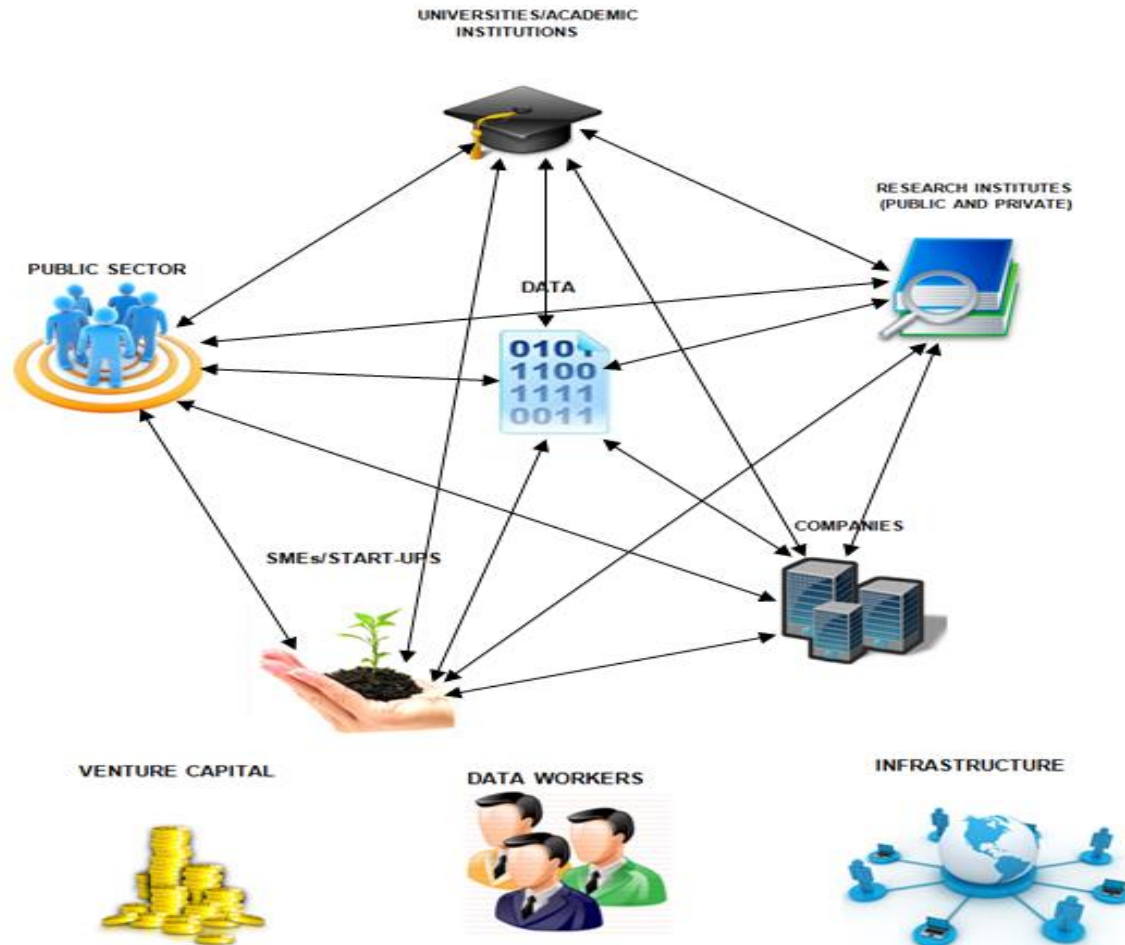 UNIVERSITIES/ACADEMIC
INSTITUTIONS
RESEARCH INSTITUTES
(PUBLIC AND PRIVATE)
PUBLIC SECTOR
DATA
0101
1100
1111
0011
COMPANIES
SMEs/START-UPS
VENTURE CAPITAL
DATA WORKERS
INFRASTRUCTURE